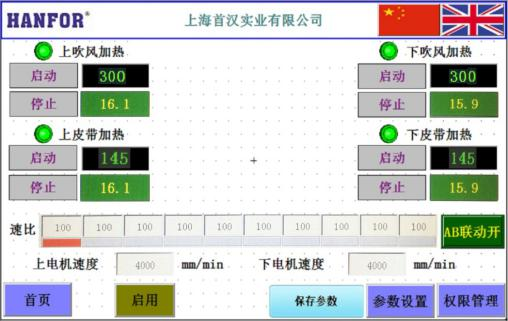 HANFOR® 上海首汉实业有限公司
上吹风加热 下吹风加热
启动 300 启动 300
停止 16.1 停止 15.9
上皮带加热 下皮带加热
启动 145 启动 145
停止 16.1 停止 15.9
速比 100 100 100 100 100 100 100 100 100 100 AB联动开
上电机速度 4000 mm/min 下电机速度 4000 mm/min
首页 启用 保存参数 参数设置 权限管理